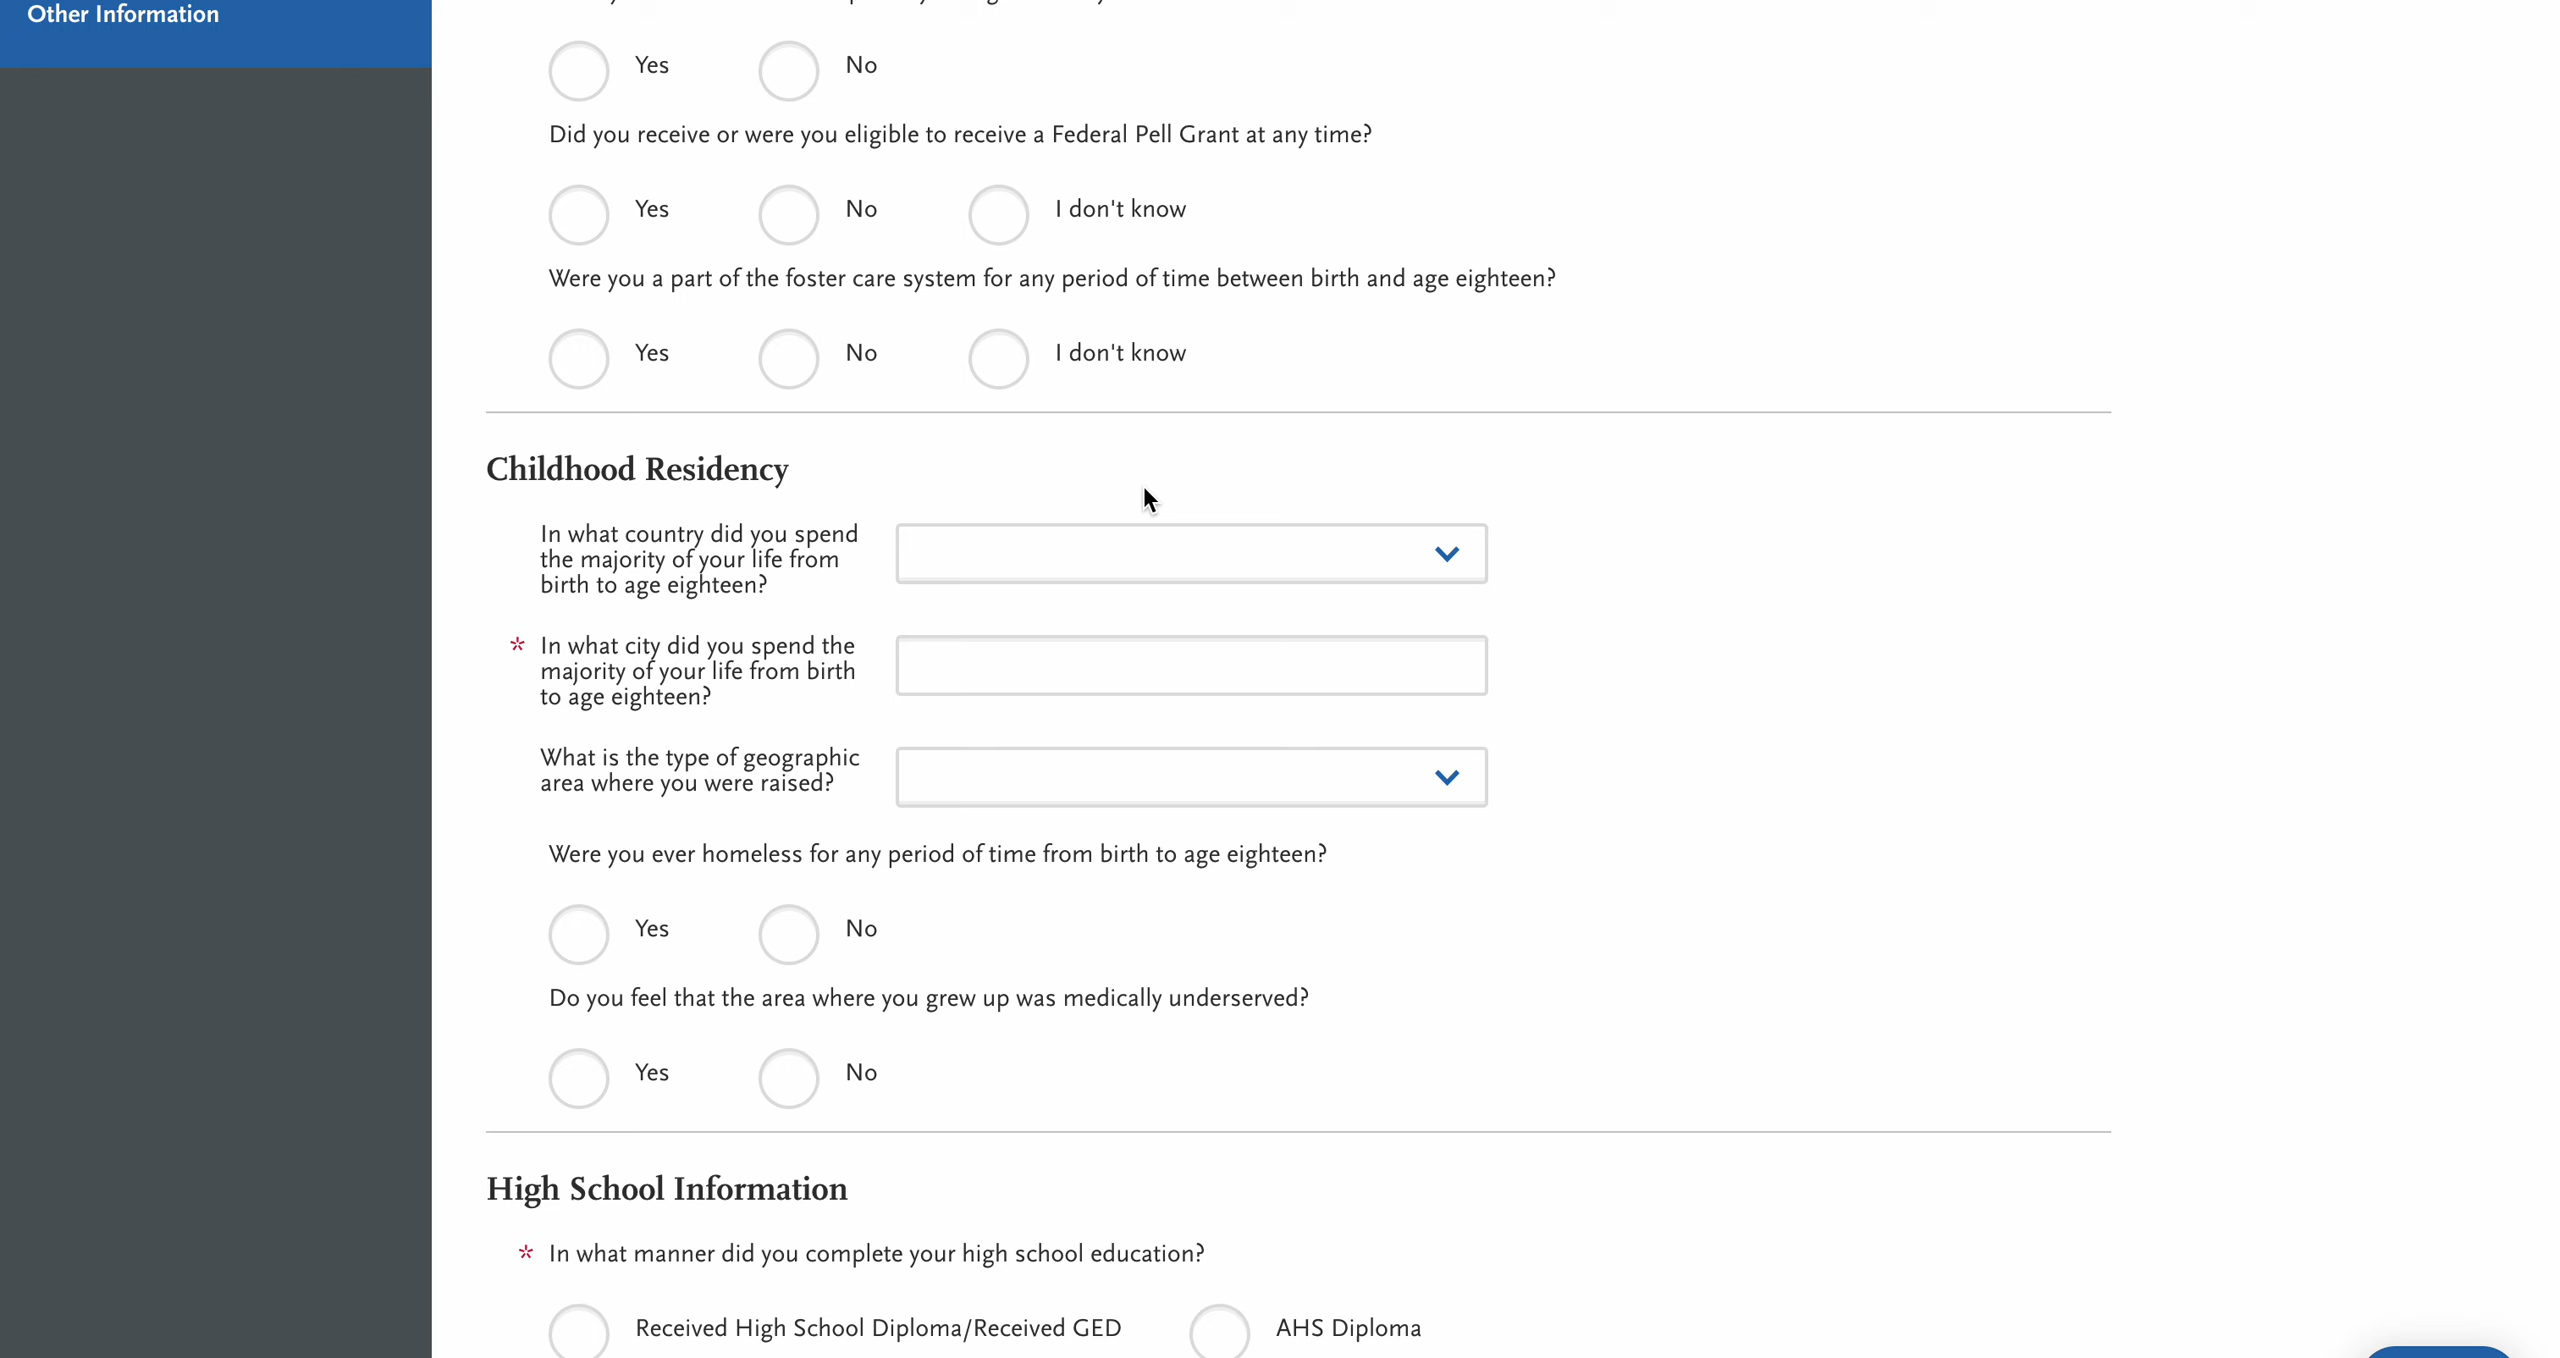 Other Information
Yes
No
Did you receive or were you eligible to receive a Federal Pell Grant at any time?
Yes
No
I don't know
Were you a part of the foster care system for any period of time between birth and age eighteen?
Yes
No
I don't know
Childhood Residency
In what country did you spend
the majority of your life from
birth to age eighteen?
* In what city did you spend the
majority of your life from birth
to age eighteen?
What is the type of geographic
area where you were raised?
Were you ever homeless for any period of time from birth to age eighteen?
Yes
No
Do you feel that the area where you grew up was medically underserved?
Yes
No
High School Information
* In what manner did you complete your high school education?
Received High School Diploma/Received GED
AHS Diploma